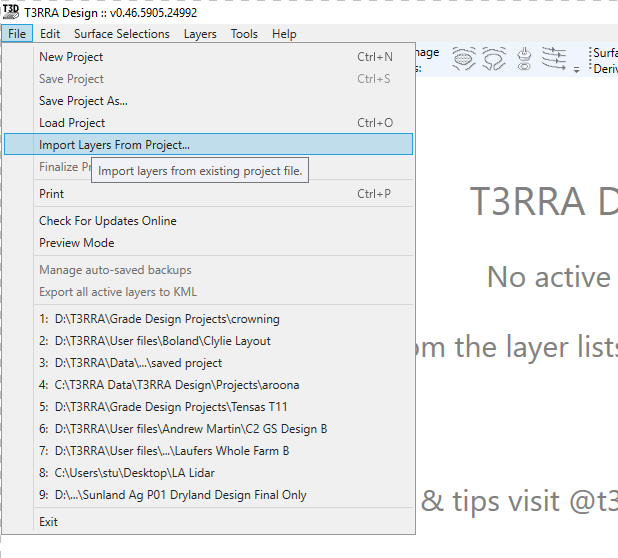 T3RRA Design :: v0.46.5905.24992
File Edit Surface Selections Layers Tools Help
New Project Ctrl+N
Save Project Ctrl+S
Save Project As...
Load Project Ctrl+O
Import Layers From Project...
Finalize Pr
Import layers from existing project file.
Print Ctrl+P
Check For Updates Online
Preview Mode
Manage auto-saved backups
Export all active layers to KML
1: D:\T3RRA\Grade Design Projects\crowning
2: D:\T3RRA\User files\Boland\Clylie Layout
3: D:\T3RRA\Data\...\saved project
4: C:\T3RRA Data\T3RRA Design\Projects\aroona
5: D:\T3RRA\Grade Design Projects\Tensas T11
6: D:\T3RRA\User files\Andrew Martin\C2 GS Design B
7: D:\T3RRA\User files\...\Laufers Whole Farm B
8: C:\Users\stu\Desktop\LA Lidar
9: D:\...\Sunland Ag P01 Dryland Design Final Only
Exit
nage
s:
Surfa
Deriv
T3RRA D
No active
om the layer lists
& tips visit @t3